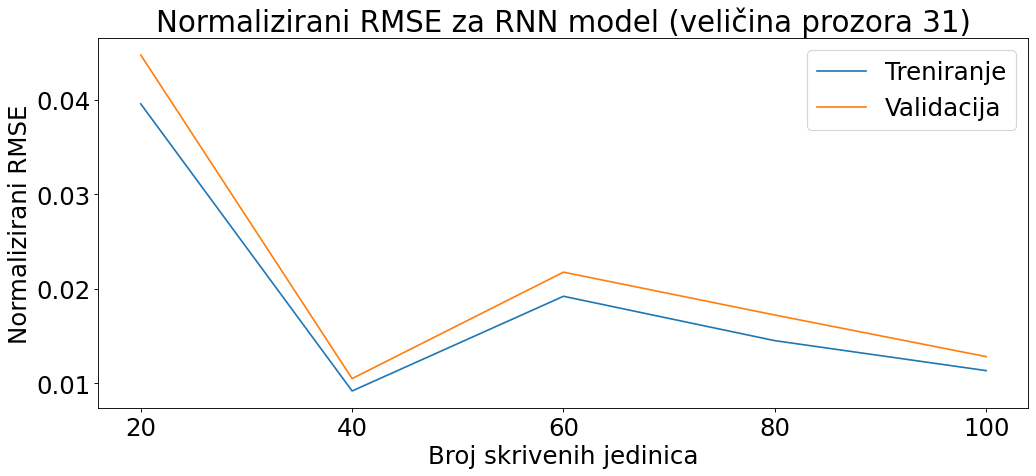 Normalizirani RMSE za RNN model (veličina prozora 31)
Treniranje
Validacija
Normalizirani RMSE
0.04
0.03
0.02
0.01
20 40 60 80 100
Broj skrivenih jedinica